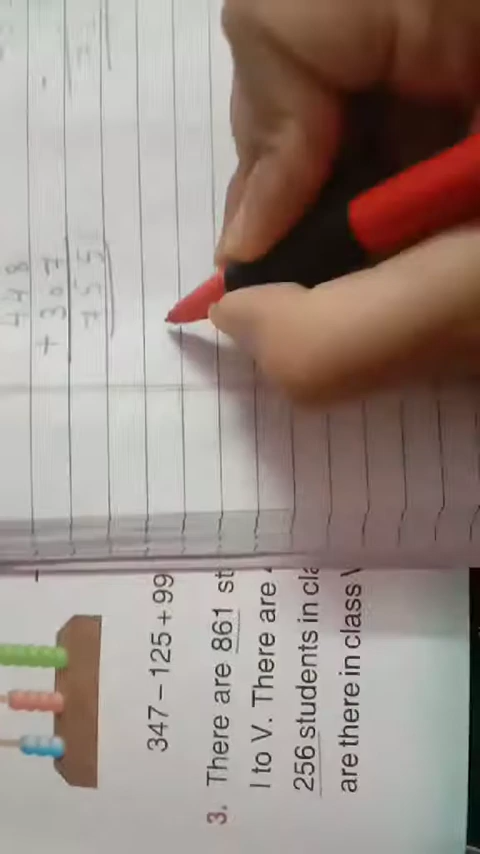 448
+307
755
347 – 125 + 99
3. There are 861 st
I to V. There are
256 students in cla
are there in class V